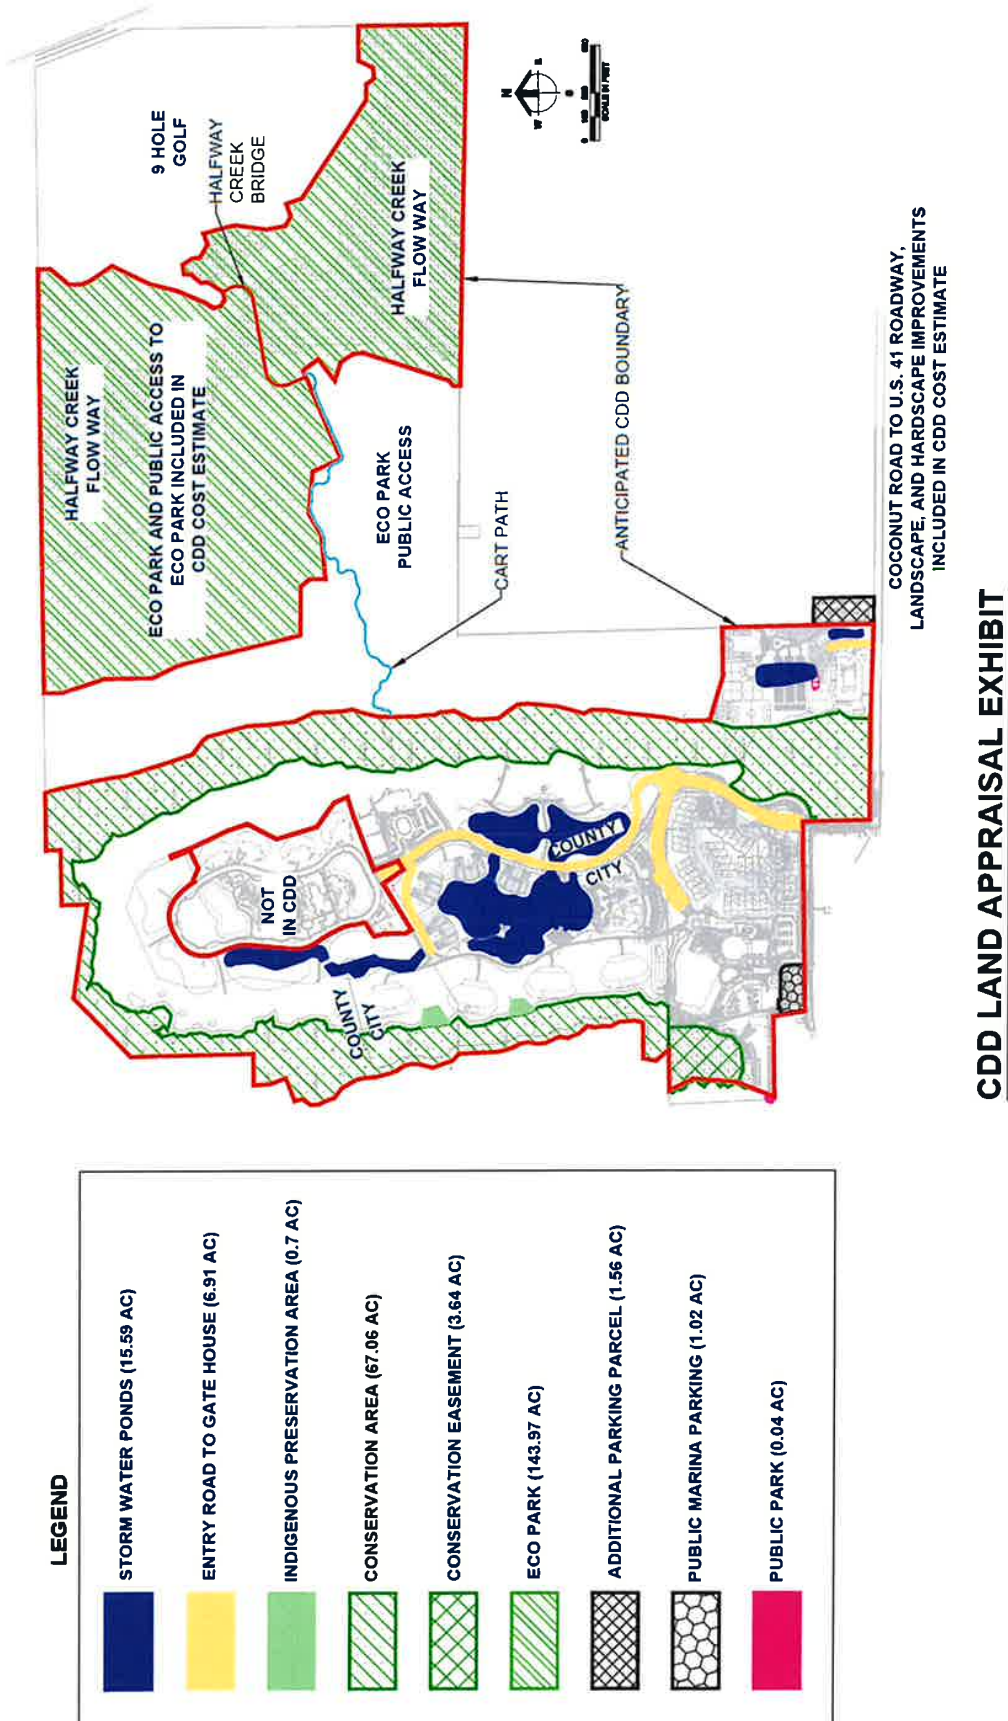 LEGEND
STORM WATER PONDS (15.59 AC)
ENTRY ROAD TO GATE HOUSE (6.91 AC)
INDIGENOUS PRESERVATION AREA (0.7 AC)
CONSERVATION AREA (67.06 AC)
CONSERVATION EASEMENT (3.64 AC)
ECO PARK (143.97 AC)
ADDITIONAL PARKING PARCEL (1.56 AC)
PUBLIC MARINA PARKING (1.02 AC)
PUBLIC PARK (0.04 AC)
HALFWAY CREEK
FLOW WAY
ECO PARK AND PUBLIC ACCESS TO
ECO PARK INCLUDED IN
CDD COST ESTIMATE
9 HOLE
GOLF
HALFWAY
CREEK
BRIDGE
HALFWAY CREEK
FLOW WAY
ECO PARK
PUBLIC ACCESS
CART PATH
ANTICIPATED CDD BOUNDARY
NOT
IN CDD
COUNTY
CITY
COUNTY
CITY
N
W
E
S
SCALE IN FEET
COCONUT ROAD TO U.S. 41 ROADWAY,
LANDSCAPE, AND HARDSCAPE IMPROVEMENTS
INCLUDED IN CDD COST ESTIMATE
CDD LAND APPRAISAL EXHIBIT